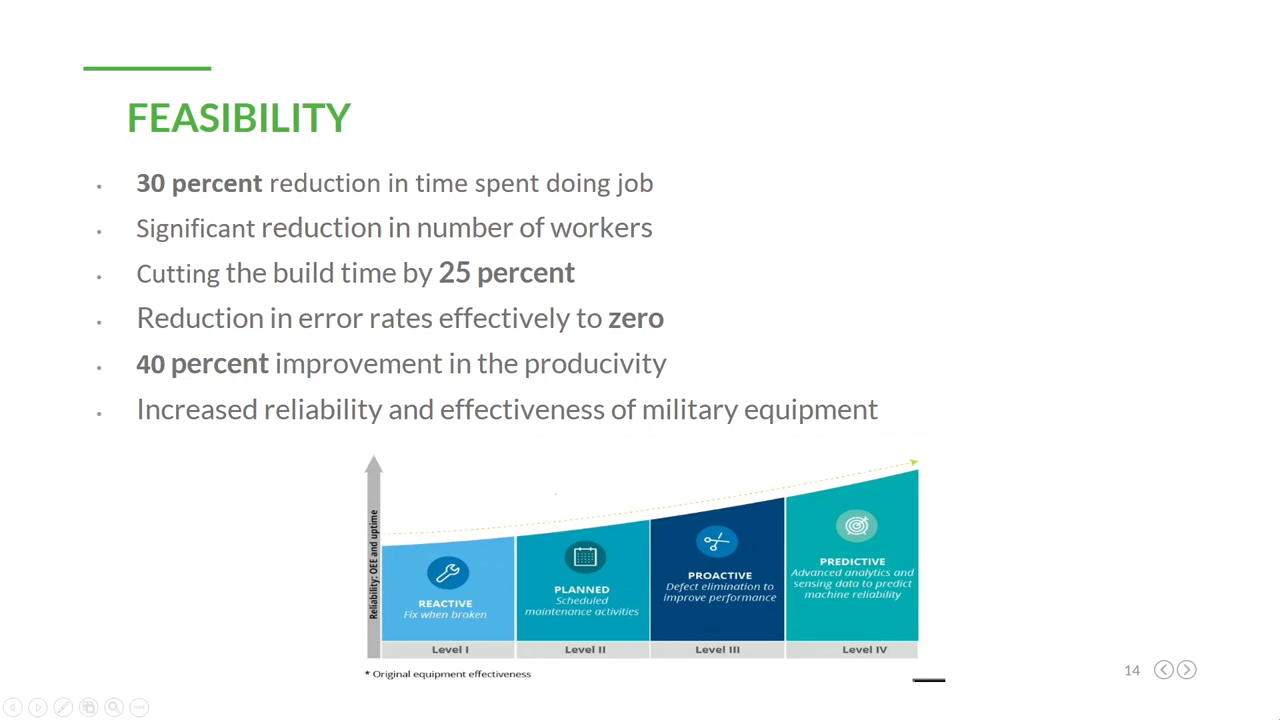 FEASIBILITY
30 percent reduction in time spent doing job
Significant reduction in number of workers
Cutting the build time by 25 percent
Reduction in error rates effectively to zero
40 percent improvement in the producivity
Increased reliability and effectiveness of military equipment
Reliability: OEE and uptime
REACTIVE
Fix when broken
PLANNED
Scheduled
maintenance activities
PROACTIVE
Defect elimination to
improve performance
PREDICTIVE
Advanced analytics and
sensing data to predict
machine reliability
Level I
Level II
Level III
Level IV
* Original equipment effectiveness
14